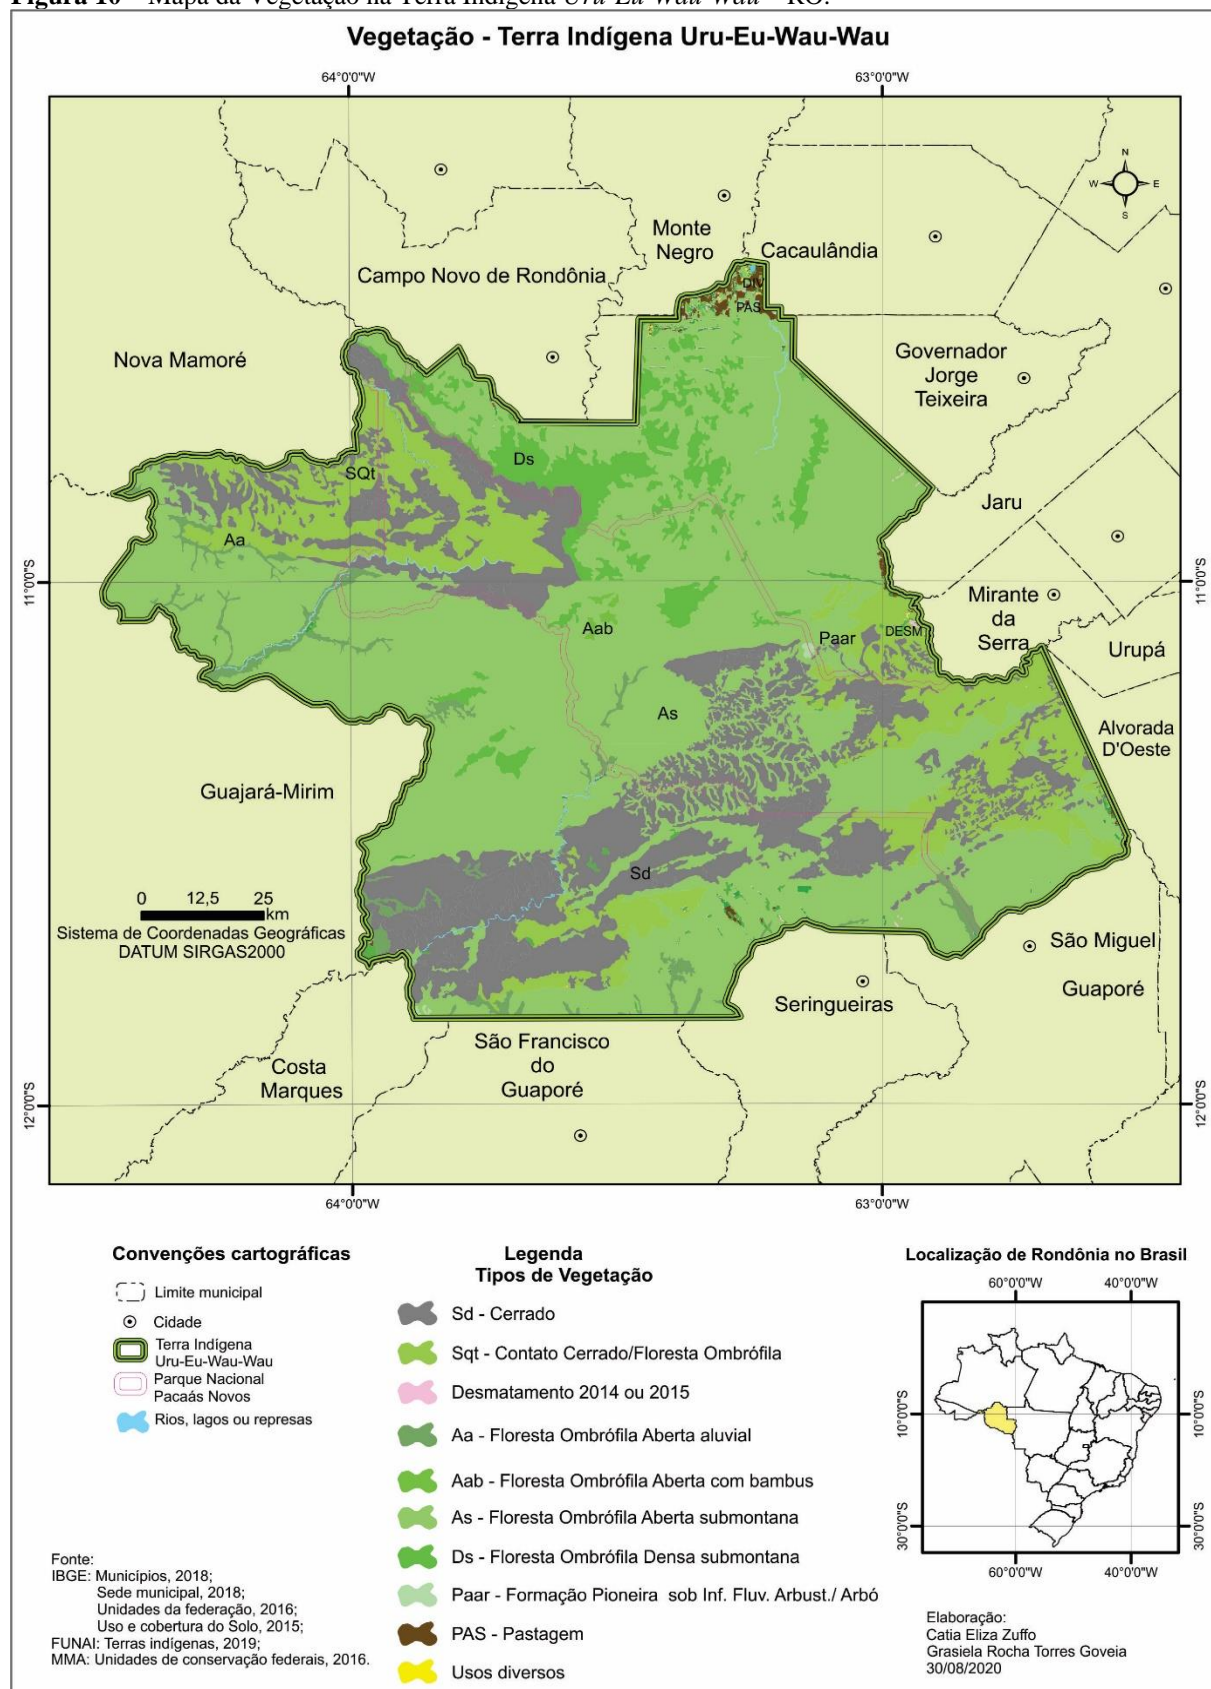 Figura 10 – Mapa da Vegetação na Terra Indígena Uru-Eu-Wau-Wau – RO.
Vegetação - Terra Indígena Uru-Eu-Wau-Wau
64°0'0"W
63°0'0"W
N
W
E
S
Monte
Negro
Cacaulândia
Campo Novo de Rondônia
DIV
PAS
Nova Mamoré
Governador
Jorge
Teixeira
Ds
SQt
Jaru
Aa
11°0'0"S
11°0'0"S
Mirante
da
Serra
Aab
Paar
DESM
Urupá
As
Alvorada
D'Oeste
Guajará-Mirim
Sd
0 12,5 25
km
Sistema de Coordenadas Geográficas
DATUM SIRGAS2000
São Miguel
Guaporé
Seringueiras
São Francisco
do
Guaporé
Costa
Marques
12°0'0"S
12°0'0"S
64°0'0"W
63°0'0"W
Convenções cartográficas
Limite municipal
Cidade
Terra Indígena
Uru-Eu-Wau-Wau
Parque Nacional
Pacaás Novos
Rios, lagos ou represas
Legenda
Tipos de Vegetação
Sd - Cerrado
Sqt - Contato Cerrado/Floresta Ombrófila
Desmatamento 2014 ou 2015
Aa - Floresta Ombrófila Aberta aluvial
Aab - Floresta Ombrófila Aberta com bambus
As - Floresta Ombrófila Aberta submontana
Ds - Floresta Ombrófila Densa submontana
Paar - Formação Pioneira sob Inf. Fluv. Arbust./ Arbó
PAS - Pastagem
Usos diversos
Localização de Rondônia no Brasil
60°0'0"W
40°0'0"W
10°0'0"S
10°0'0"S
30°0'0"S
30°0'0"S
60°0'0"W
40°0'0"W
Fonte:
IBGE: Municípios, 2018;
Sede municipal, 2018;
Unidades da federação, 2016;
Uso e cobertura do Solo, 2015;
FUNAI: Terras indígenas, 2019;
MMA: Unidades de conservação federais, 2016.
Elaboração:
Catia Eliza Zuffo
Grasiela Rocha Torres Goveia
30/08/2020